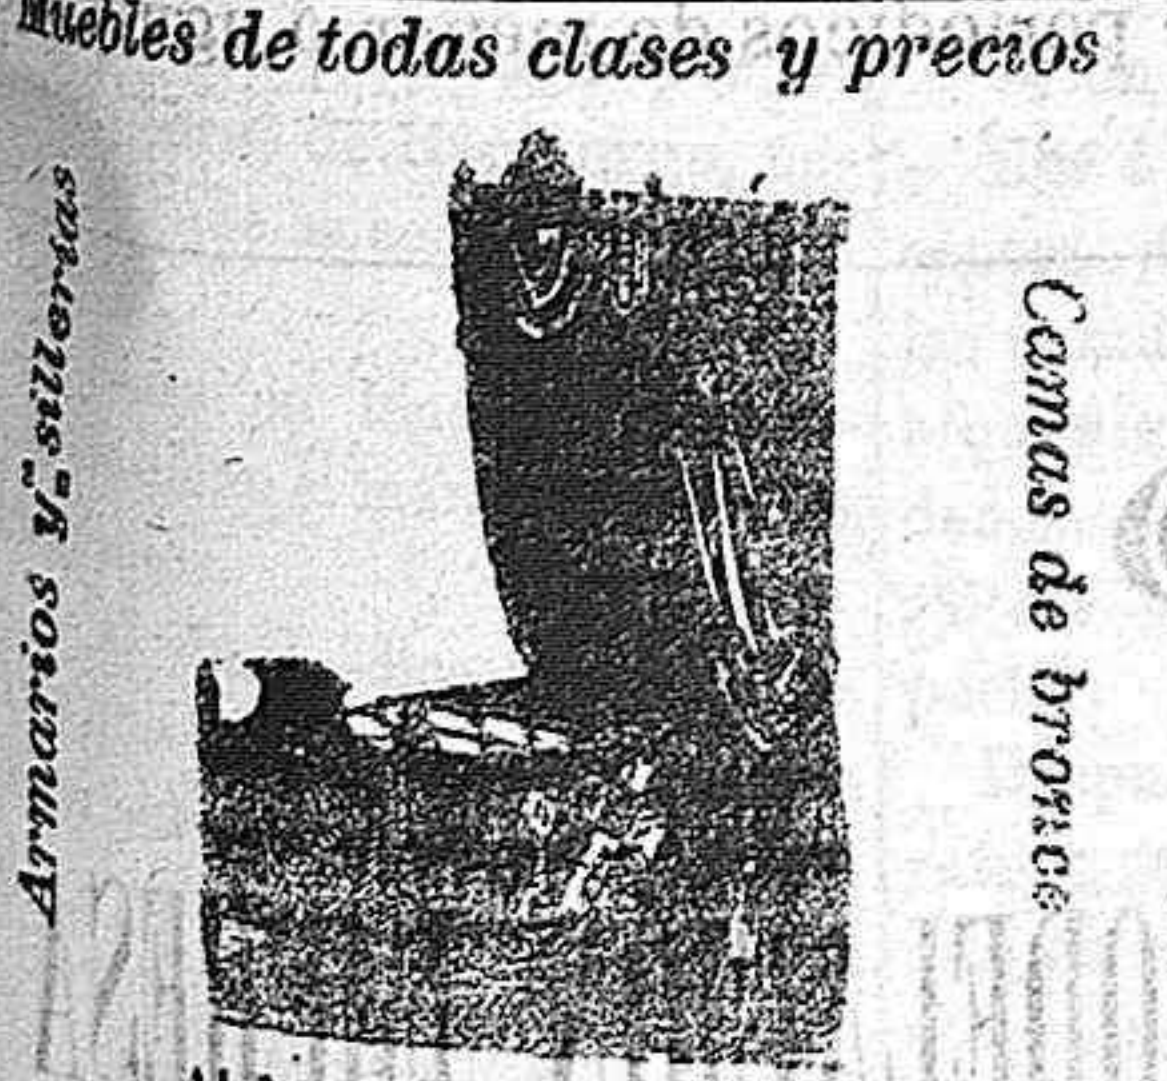 Muebles de todas clases y precios
Armarios y sillerías
Camas de bronce